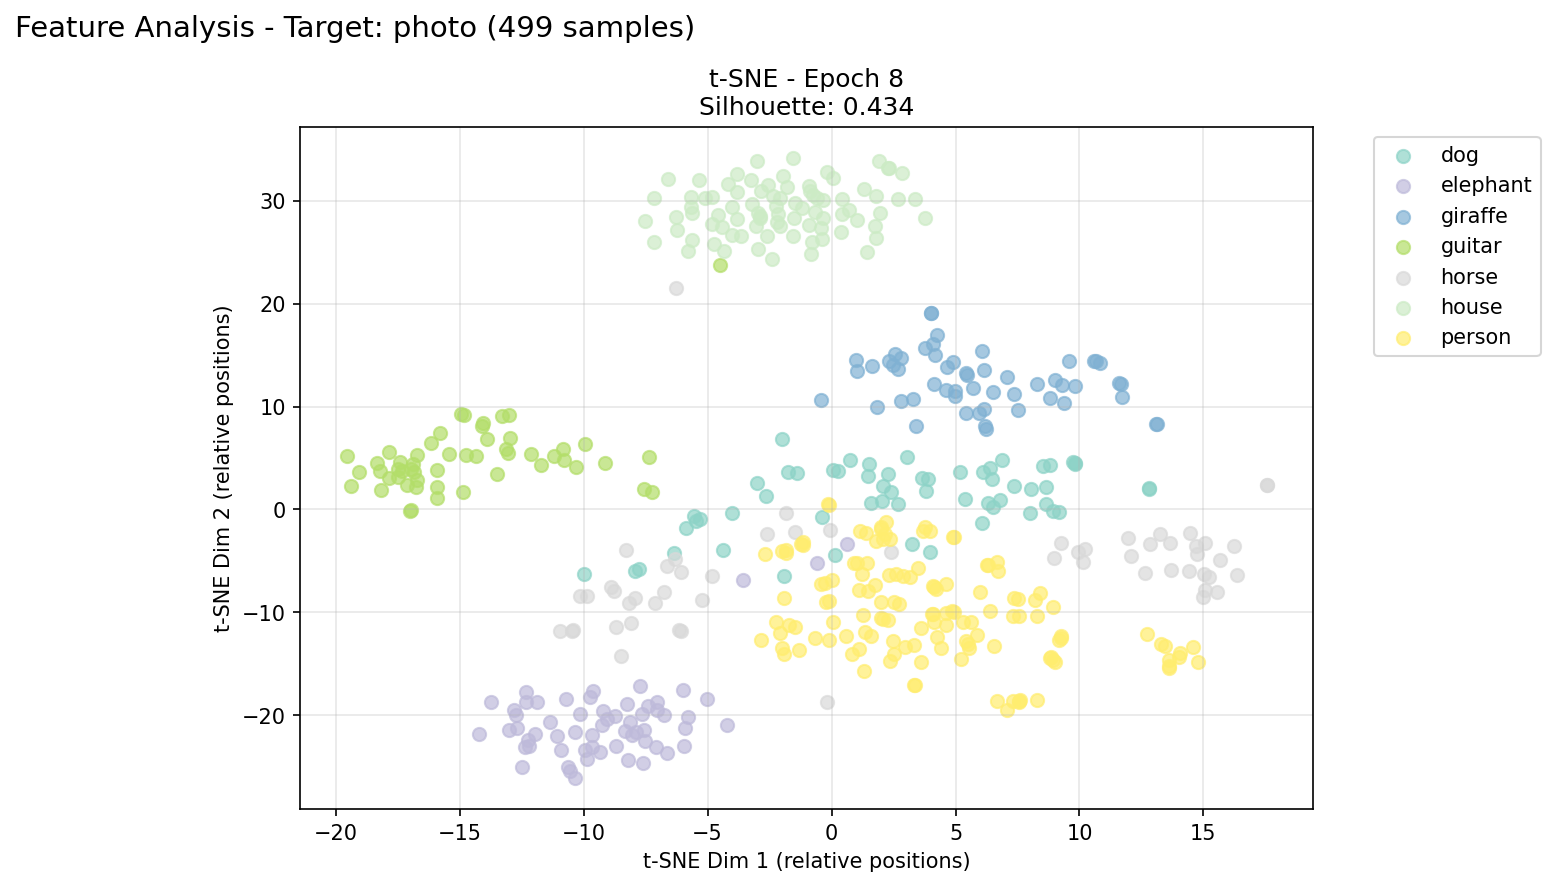 Feature Analysis - Target: photo (499 samples)
t-SNE - Epoch 8
Silhouette: 0.434
dog
elephant
giraffe
guitar
horse
house
person
30
20
10
0
−10
−20
t-SNE Dim 2 (relative positions)
−20
−15
−10
−5
0
5
10
15
t-SNE Dim 1 (relative positions)